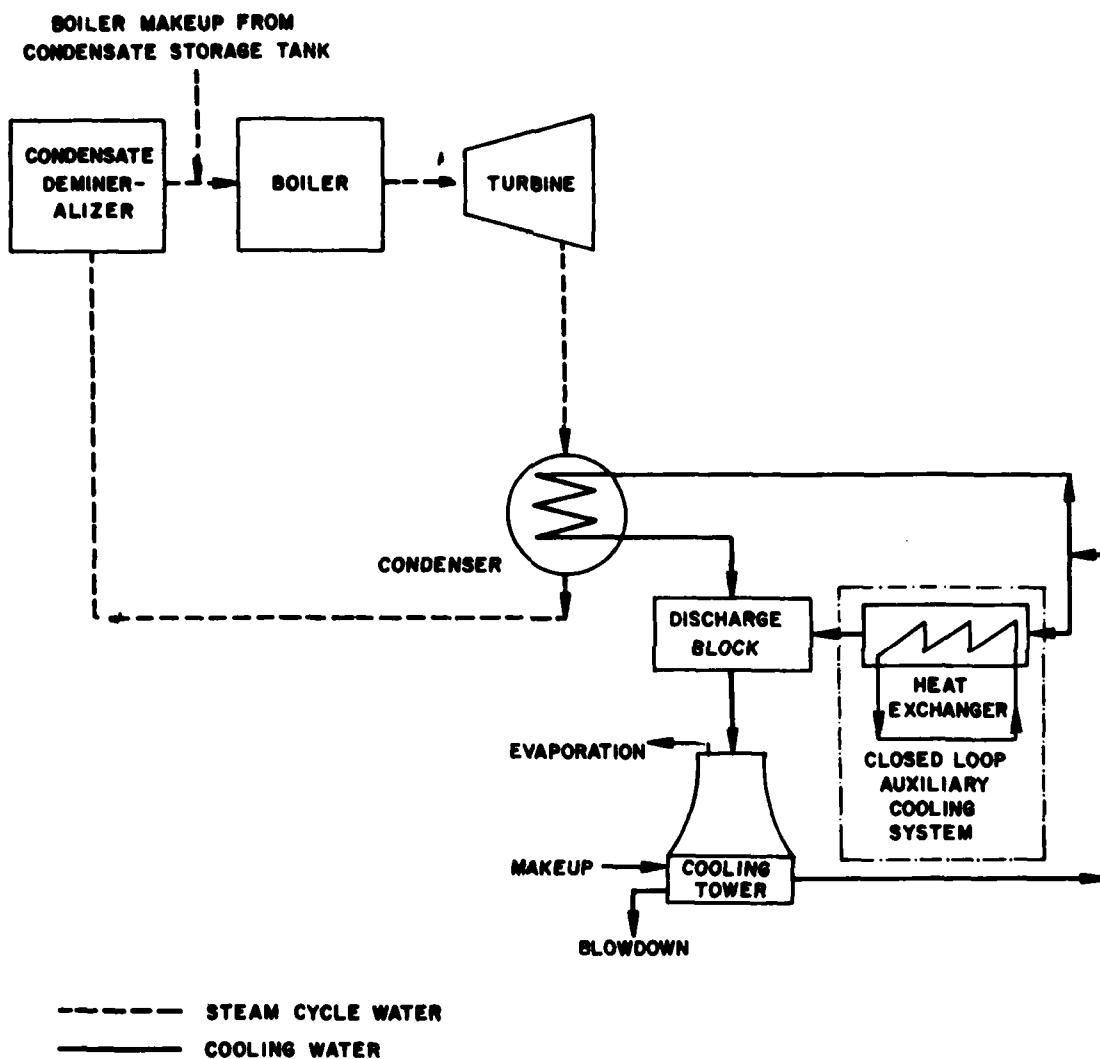 BOILER MAKEUP FROM
CONDENSATE STORAGE TANK
CONDENSATE
DEMINER-
ALIZER
BOILER
TURBINE
CONDENSER
DISCHARGE
BLOCK
HEAT
EXCHANGER
CLOSED LOOP
AUXILIARY
COOLING
SYSTEM
EVAPORATION
MAKEUP
COOLING
TOWER
BLOWDOWN
STEAM CYCLE WATER
COOLING WATER